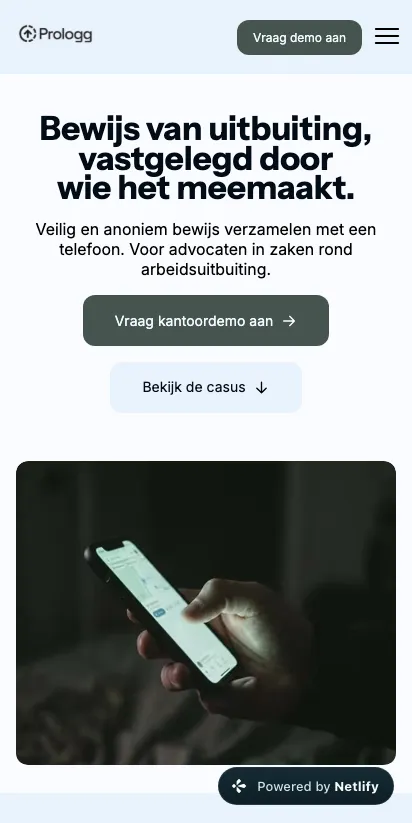 Prologg
Vraag demo aan
Bewijs van uitbuiting,
vastgelegd door
wie het meemaakt.
Veilig en anoniem bewijs verzamelen met een
telefoon. Voor advocaten in zaken rond
arbeidsuitbuiting.
Vraag kantoordemo aan →
Bekijk de casus ↓
Powered by Netlify